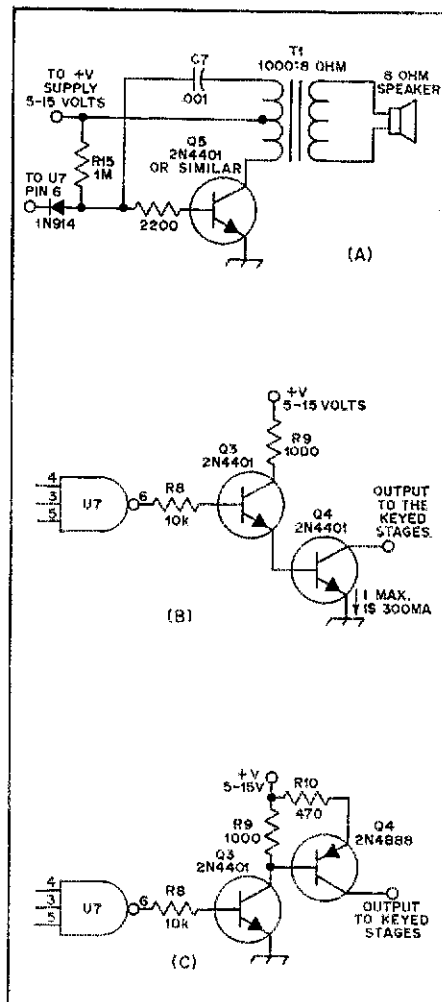 T1
1000:8 OHM
C7
.001
8 OHM
SPEAKER
TO +V
SUPPLY
5-15 VOLTS
R15
1M
Q5
2N4401
OR SIMILAR
TO U7
PIN 6
1N914
2200
(A)
+V
5-15 VOLTS
R9
1000
Q3
2N4401
4
3
5
U7
6
R8
10k
Q4
2N4401
OUTPUT
TO THE
KEYED
STAGES
I MAX.
IS 300MA
(B)
+V
5-15V
R10
470
R9
1000
Q4
2N4888
Q3
2N4401
4
3
5
U7
6
R8
10k
OUTPUT
TO KEYED
STAGES
(C)